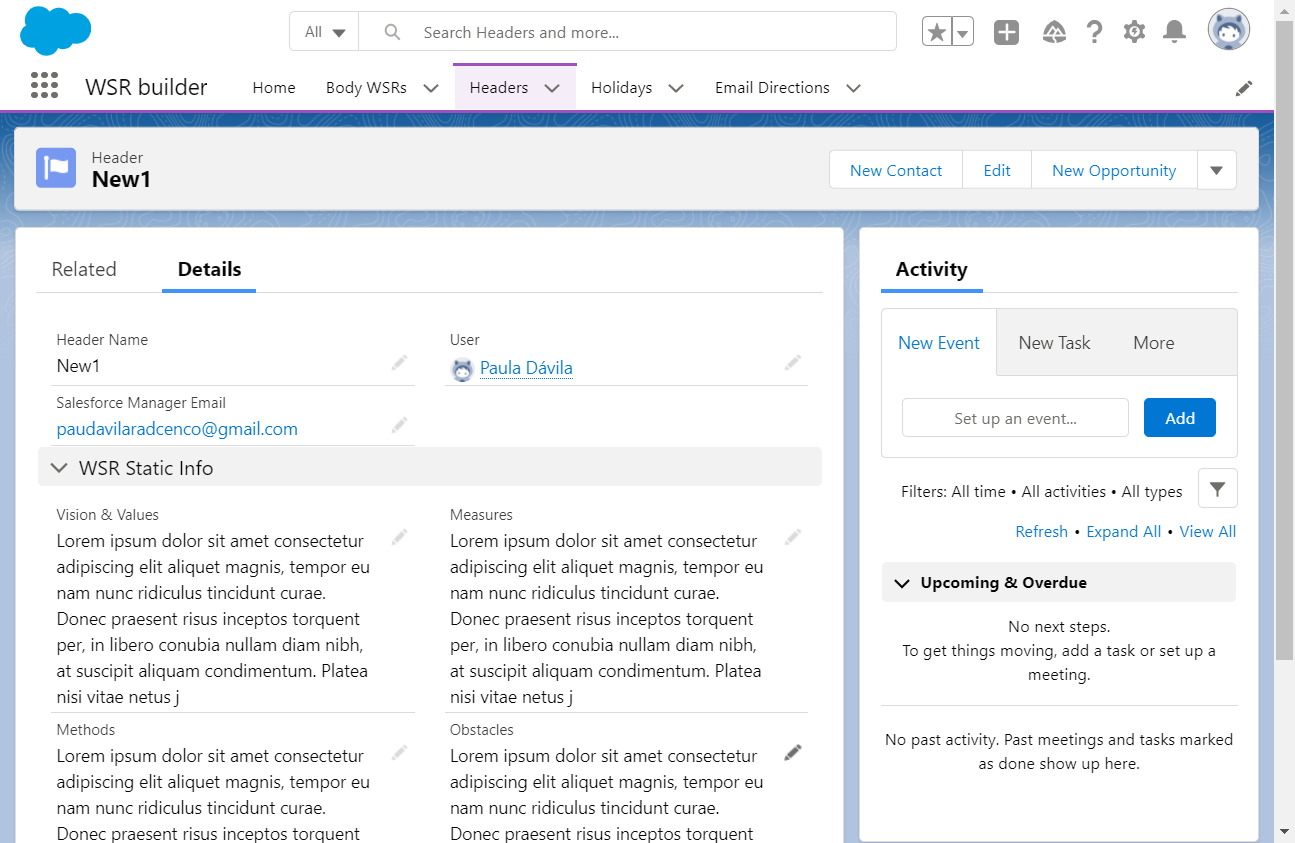 All
Search Headers and more...
WSR builder
Home
Body WSRs
Headers
Holidays
Email Directions
Header
New1
New Contact
Edit
New Opportunity
Related
Details
Header Name
New1
User
Paula Dávila
Salesforce Manager Email
paudavilaradcenco@gmail.com
WSR Static Info
Vision & Values
Lorem ipsum dolor sit amet consectetur
adipiscing elit aliquet magnis, tempor eu
nam nunc ridiculus tincidunt curae.
Donec praesent risus inceptos torquent
per, in libero conubia nullam diam nibh,
at suscipit aliquam condimentum. Platea
nisi vitae netus j
Measures
Lorem ipsum dolor sit amet consectetur
adipiscing elit aliquet magnis, tempor eu
nam nunc ridiculus tincidunt curae.
Donec praesent risus inceptos torquent
per, in libero conubia nullam diam nibh,
at suscipit aliquam condimentum. Platea
nisi vitae netus j
Methods
Lorem ipsum dolor sit amet consectetur
adipiscing elit aliquet magnis, tempor eu
nam nunc ridiculus tincidunt curae.
Donec praesent risus inceptos torquent
Obstacles
Lorem ipsum dolor sit amet consectetur
adipiscing elit aliquet magnis, tempor eu
nam nunc ridiculus tincidunt curae.
Donec praesent risus inceptos torquent
Activity
New Event
New Task
More
Set up an event...
Add
Filters: All time • All activities • All types
Refresh • Expand All • View All
Upcoming & Overdue
No next steps.
To get things moving, add a task or set up a
meeting.
No past activity. Past meetings and tasks marked
as done show up here.